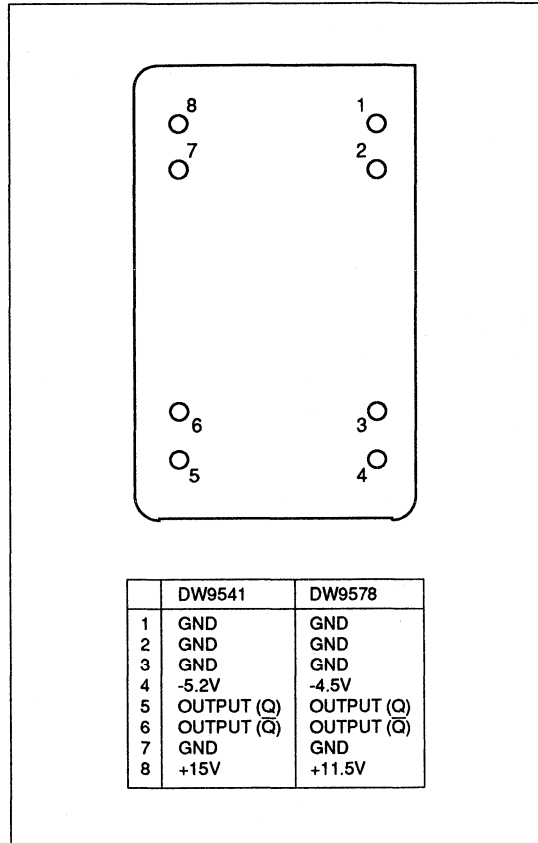 8 1
7 2
6 3
5 4
DW9541 DW9578
1 GND GND
2 GND GND
3 GND GND
4 -5.2V -4.5V
5 OUTPUT (Q) OUTPUT (Q)
6 OUTPUT (Q̅) OUTPUT (Q̅)
7 GND GND
8 +15V +11.5V